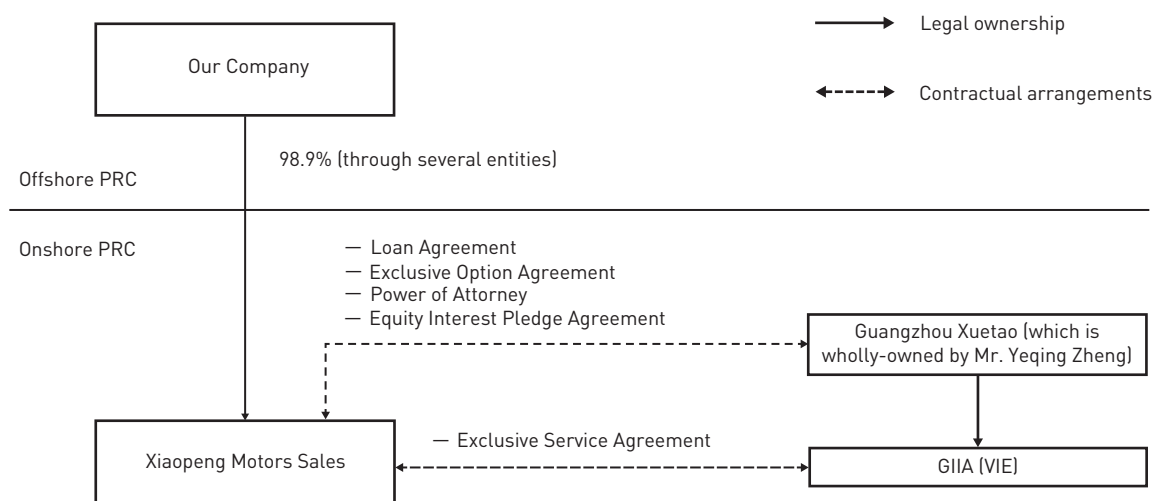 Legal ownership
Our Company
Contractual arrangements
98.9% (through several entities)
Offshore PRC
Onshore PRC
— Loan Agreement
— Exclusive Option Agreement
— Power of Attorney
— Equity Interest Pledge Agreement
Guangzhou Xuetao (which is
wholly-owned by Mr. Yeqing Zheng)
— Exclusive Service Agreement
Xiaopeng Motors Sales
GIIA (VIE)